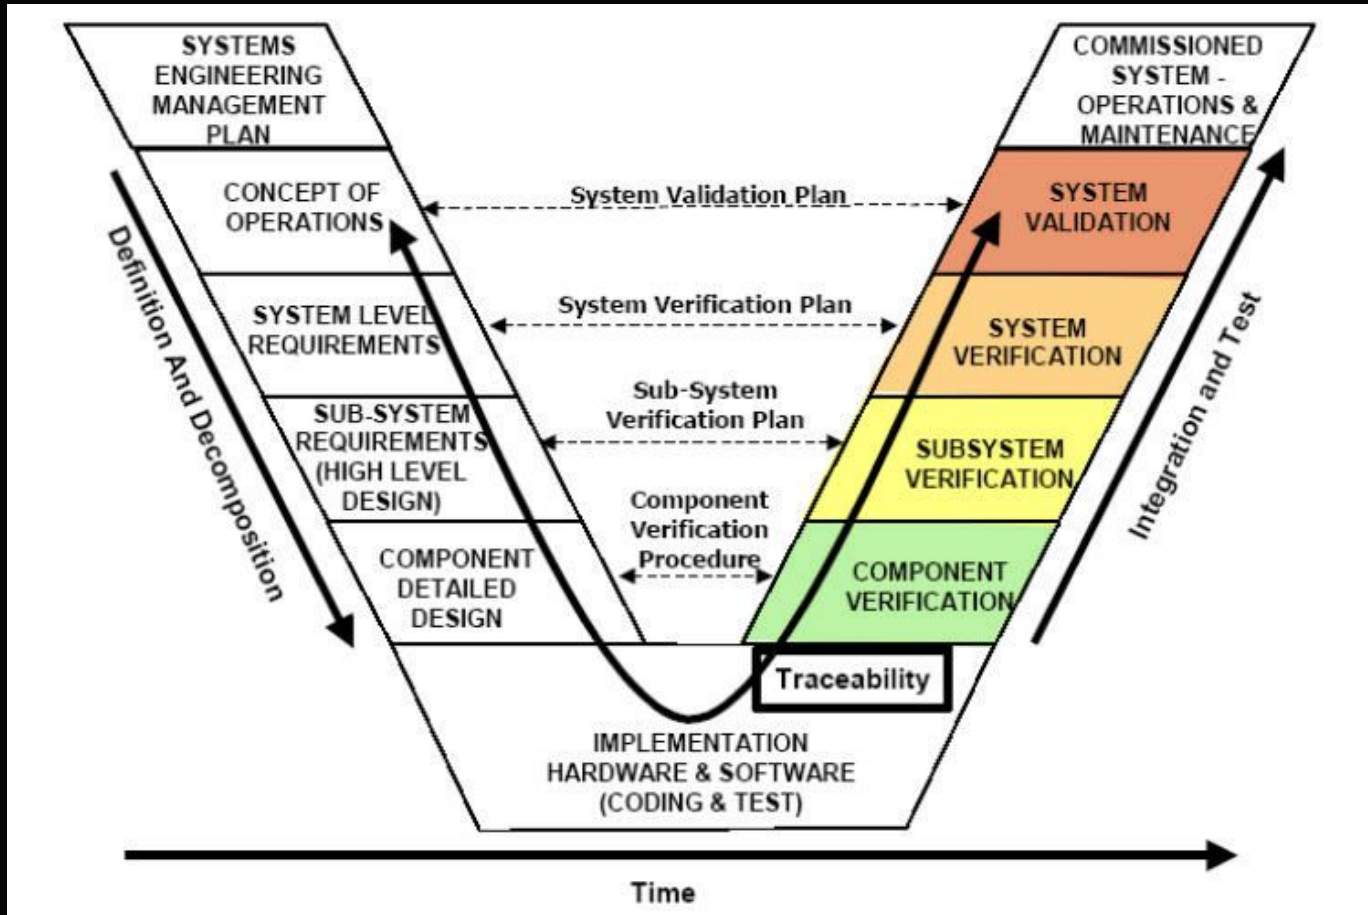 SYSTEMS
ENGINEERING
MANAGEMENT
PLAN
COMMISSIONED
SYSTEM -
OPERATIONS &
MAINTENANCE
CONCEPT OF
OPERATIONS
System Validation Plan
SYSTEM
VALIDATION
Definition And Decomposition
SYSTEM LEVEL
REQUIREMENTS
System Verification Plan
SYSTEM
VERIFICATION
Integration and Test
SUB-SYSTEM
REQUIREMENTS
(HIGH LEVEL
DESIGN)
Sub-System
Verification Plan
SUBSYSTEM
VERIFICATION
COMPONENT
DETAILED
DESIGN
Component
Verification
Procedure
COMPONENT
VERIFICATION
Traceability
IMPLEMENTATION
HARDWARE & SOFTWARE
(CODING & TEST)
Time